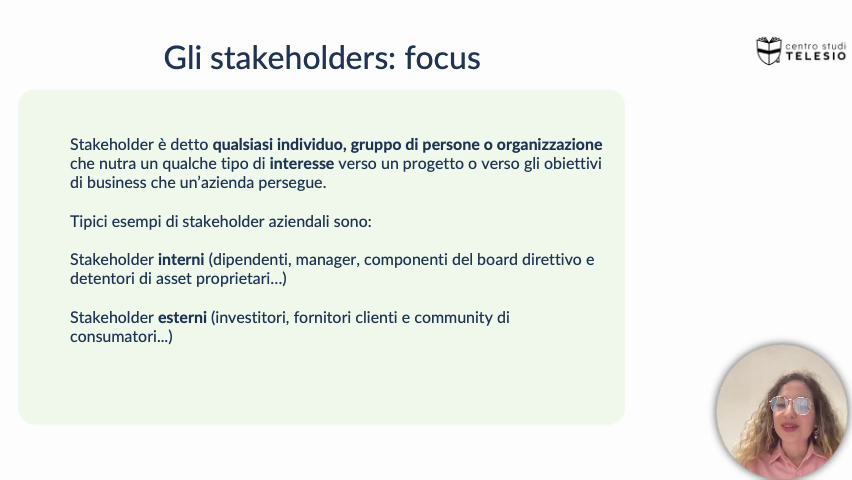 Gli stakeholders: focus
centro studi
TELESIO
Stakeholder è detto qualsiasi individuo, gruppo di persone o organizzazione
che nutra un qualche tipo di interesse verso un progetto o verso gli obiettivi
di business che un'azienda persegue.
Tipici esempi di stakeholder aziendali sono:
Stakeholder interni (dipendenti, manager, componenti del board direttivo e
detentori di asset proprietari...)
Stakeholder esterni (investitori, fornitori clienti e community di
consumatori...)